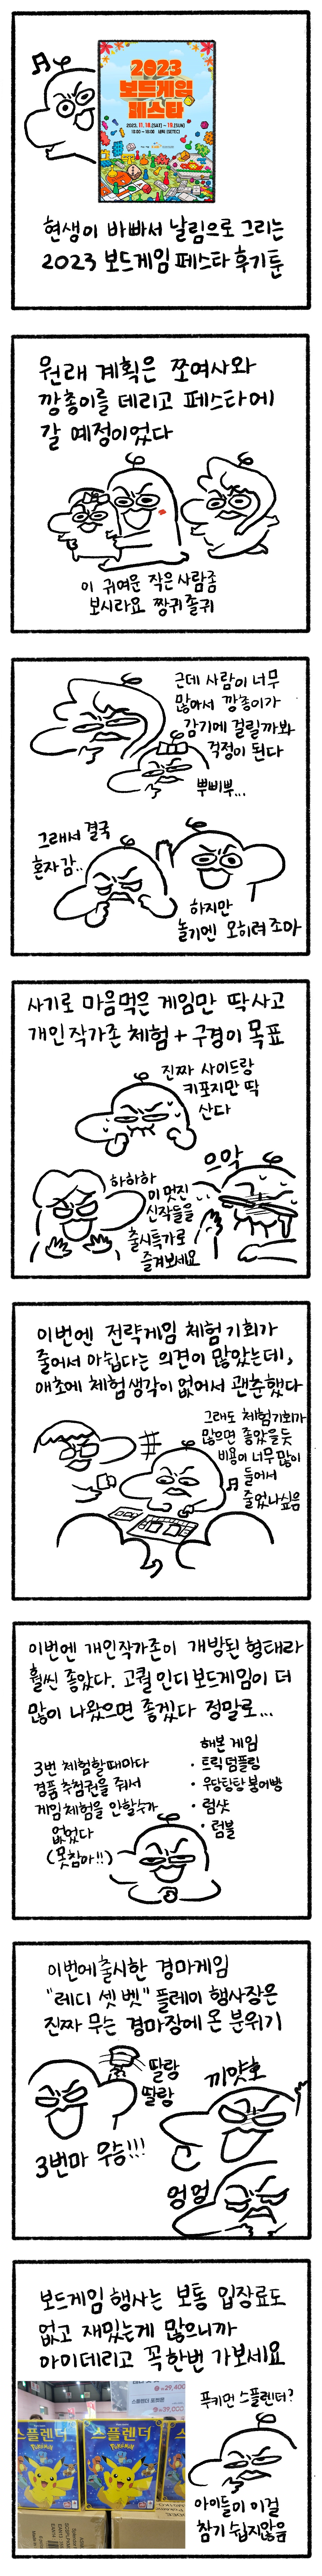 2023
보드게임
페스타
2023. 11. 18.(SAT) ~ 19.(SUN)
현생이 바빠서 날림으로 그리는
2023 보드게임 페스타 후기툰
원래 계획은 쪼여사와
깡총이를 데리고 페스타에
갈 예정이었다
이 귀여운 작은 사람좀
보시라요 짱귀졸귀
근데 사람이 너무
많아서 깡총이가
감기에 걸릴까봐
걱정이 된다
뿌삐뿌...
그래서 결국
혼자 감..
하지만
놀기엔 오히려 죠아
사기로 마음먹은 게임만 딱 사고
개인작가존 체험 + 구경이 목표
진짜 사이드랑
키포지만 딱
산다
하하하
이 멋진
신작들을
출시특가로
즐겨보세요
으악
이번엔 전략게임 체험기회가
줄어서 아쉽다는 의견이 많았는데,
애초에 체험생각이 없어서 괜춘했다
그래도 체험기회가
많으면 좋았을듯
비용이 너무 많이
들어서
줄었나싶음
이번엔 개인작가존이 개방된 형태라
훨씬 좋았다. 고퀄 인디보드게임이 더
많이 나왔으면 좋겠다 정말로...
3번 체험할때마다
경품 추첨권을 줘서
게임체험을 안할수가
없었다
(못참아!!)
해본 게임
· 트릭덤플링
· 우당탕탕 붕어빵
· 럼샷
· 텀블
이번에 출시한 경마게임
"레디 셋 벳" 플레이 행사장은
진짜 무슨 경마장에 온 분위기
딸랑
딸랑
3번마 우승!!!
끼얏호
엉엉
보드게임 행사는 보통 입장료도
없고 재밌는게 많으니까
아이데리고 꼭 한번 가보세요
푸키먼 스플렌더?
아이들이 이걸
참기 쉽지않음
29,400
39,000
스플렌더
POKÉMON
스플렌더
POKÉMON